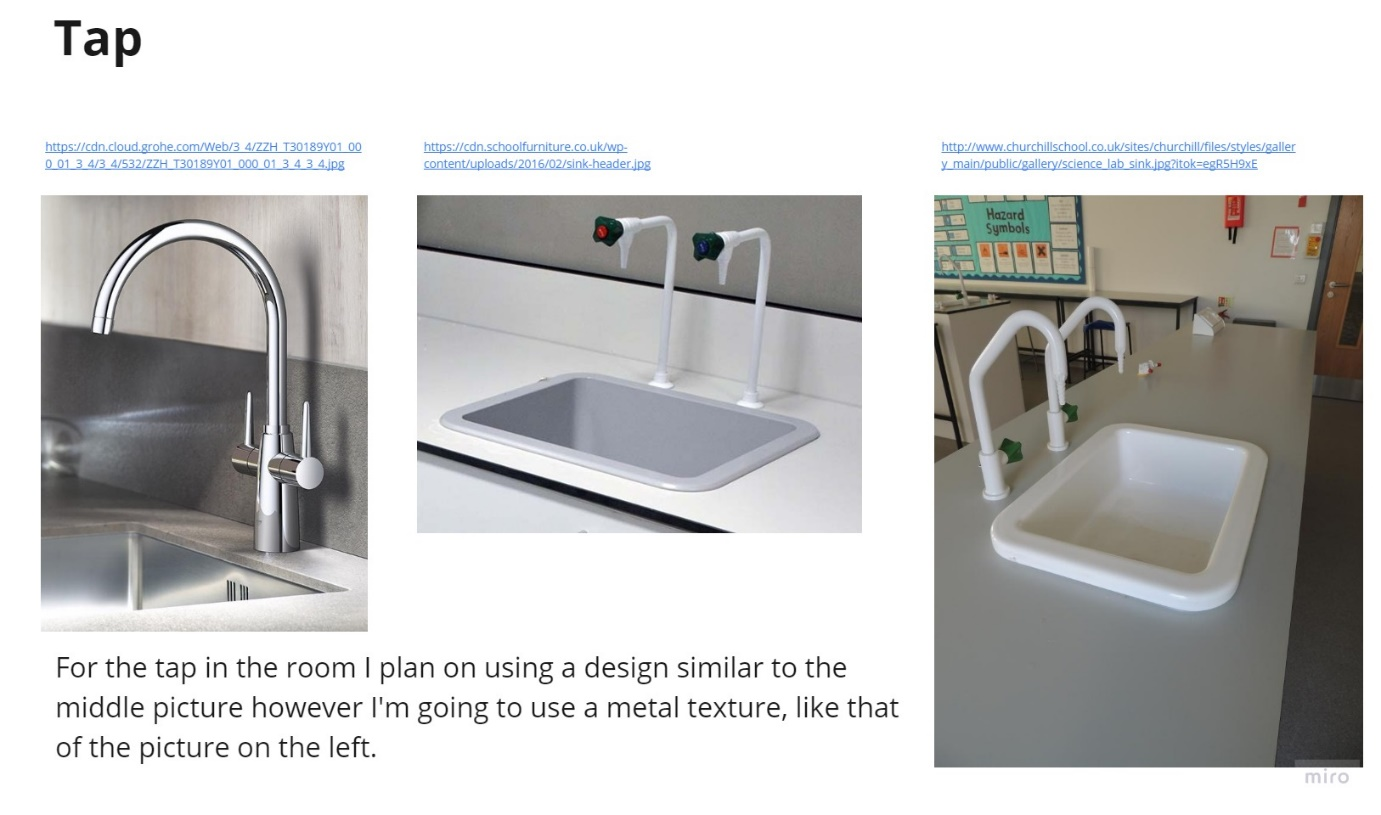 Tap
https://cdn.cloud.grohe.com/Web/3_4/ZZH_T30189Y01_00
0_01_3_4/3_4/532/ZZH_T30189Y01_000_01_3_4_3_4.jpg
https://cdn.schoolfurniture.co.uk/wp-
content/uploads/2016/02/sink-header.jpg
http://www.churchillschool.co.uk/sites/churchill/files/styles/galler
y_main/public/gallery/science_lab_sink.jpg?itok=egR5H9xE
Hazard
Symbols
For the tap in the room I plan on using a design similar to the
middle picture however I'm going to use a metal texture, like that
of the picture on the left.
miro